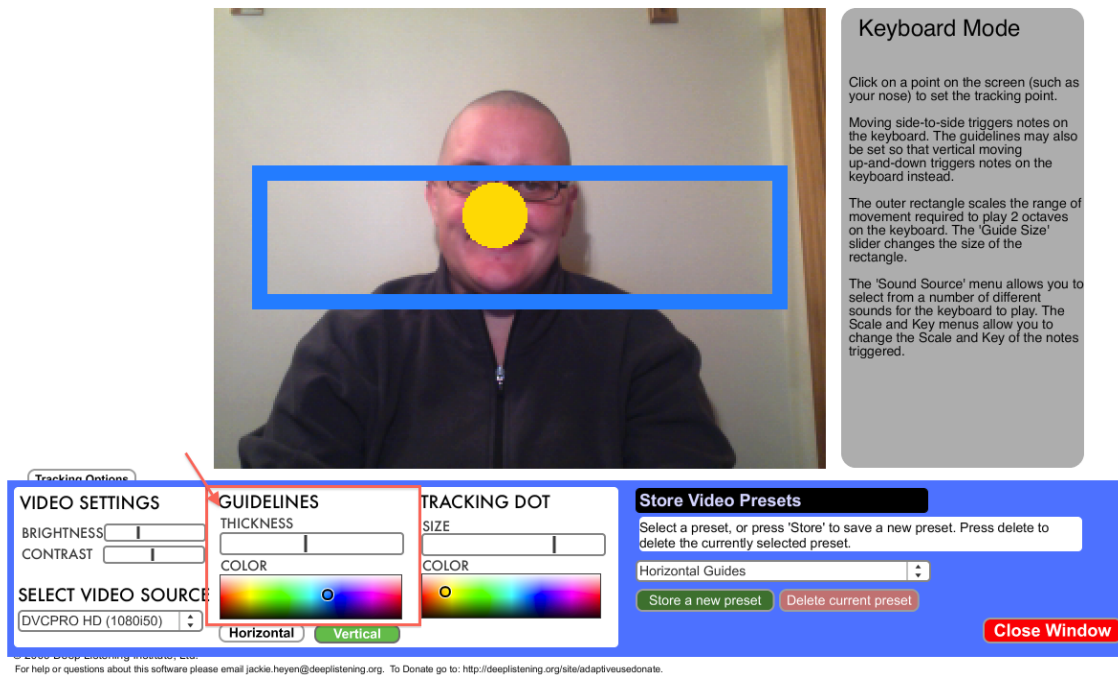 Keyboard Mode
Click on a point on the screen (such as
your nose) to set the tracking point.
Moving side-to-side triggers notes on
the keyboard. The guidelines may also
be set so that vertical moving
up-and-down triggers notes on the
keyboard instead.
The outer rectangle scales the range of
movement required to play 2 octaves
on the keyboard. The 'Guide Size'
slider changes the size of the
rectangle.
The 'Sound Source' menu allows you to
select from a number of different
sounds for the keyboard to play. The
Scale and Key menus allow you to
change the Scale and Key of the notes
triggered.
Tracking Options
VIDEO SETTINGS
BRIGHTNESS
CONTRAST
SELECT VIDEO SOURCE
DVCPRO HD (1080i50)
GUIDELINES
THICKNESS
COLOR
Horizontal
Vertical
TRACKING DOT
SIZE
COLOR
Store Video Presets
Select a preset, or press 'Store' to save a new preset. Press delete to
delete the currently selected preset.
Horizontal Guides
Store a new preset
Delete current preset
Close Window
Deep Listening Institute, Ltd.
For help or questions about this software please email jackie.heyen@deeplistening.org. To Donate go to: http://deeplistening.org/site/adaptiveusedonate.